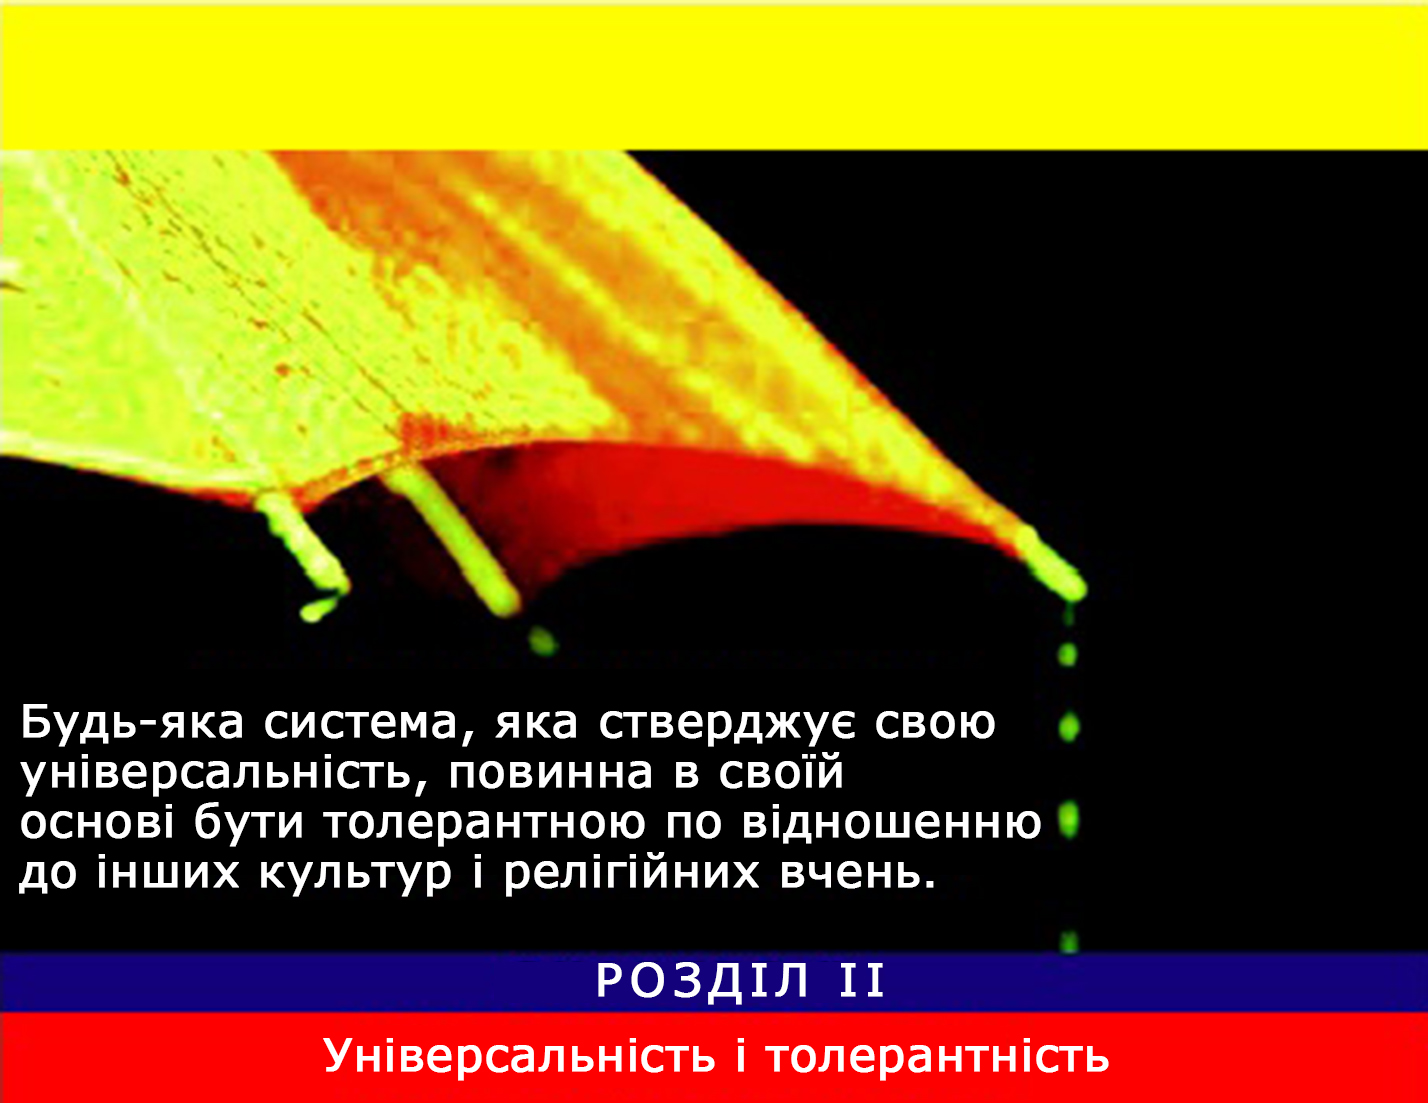 Будь-яка система, яка стверджує свою
універсальність, повинна в своїй
основі бути толерантною по відношенню
до інших культур і релігійних вчень.
РОЗДІЛ II
Універсальність і толерантність